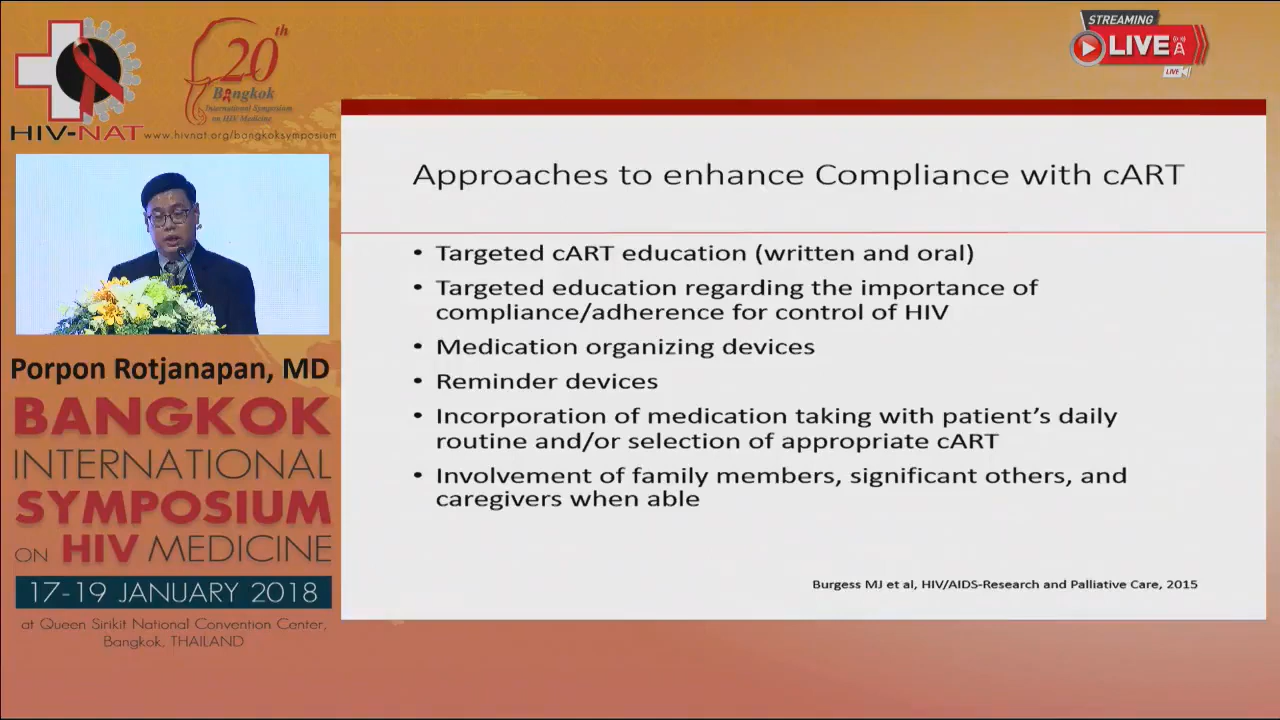 HIV-NAT
20th
Bangkok
International Symposium
on HIV Medicine
www.hivnat.org/bangkoksymposium
STREAMING
LIVE
LIVE
Approaches to enhance Compliance with cART
• Targeted cART education (written and oral)
• Targeted education regarding the importance of
compliance/adherence for control of HIV
• Medication organizing devices
• Reminder devices
• Incorporation of medication taking with patient's daily
routine and/or selection of appropriate cART
• Involvement of family members, significant others, and
caregivers when able
Burgess MJ et al, HIV/AIDS-Research and Palliative Care, 2015
Porpon Rotjanapan, MD
BANGKOK
INTERNATIONAL
SYMPOSIUM
ON HIV MEDICINE
17-19 JANUARY 2018
at Queen Sirikit National Convention Center,
Bangkok, THAILAND